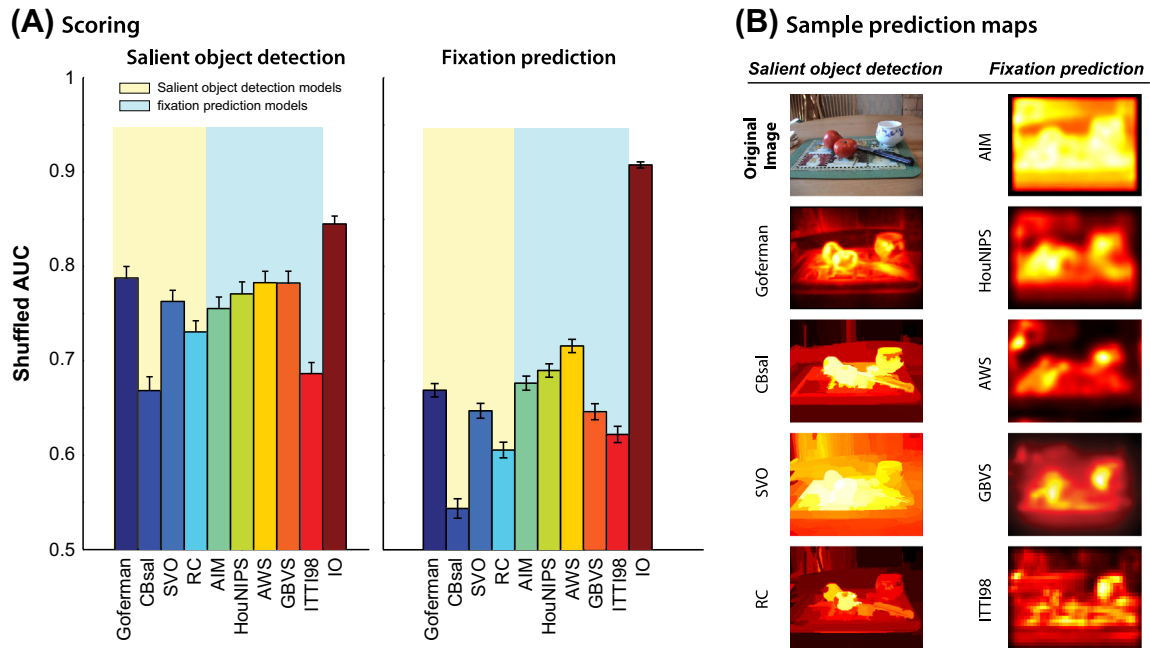 (A) Scoring
Salient object detection
Fixation prediction
Salient object detection models
fixation prediction models
Shuffled AUC
1
0.9
0.8
0.7
0.6
0.5
Goferman
CBsal
SVO
RC
AIM
HouNIPS
AWS
GBVS
ITTI98
IO
Goferman
CBsal
SVO
RC
AIM
HouNIPS
AWS
GBVS
ITTI98
IO
(B) Sample prediction maps
Salient object detection
Fixation prediction
Original
Image
AIM
Goferman
HouNIPS
CBsal
AWS
SVO
GBVS
RC
ITTI98